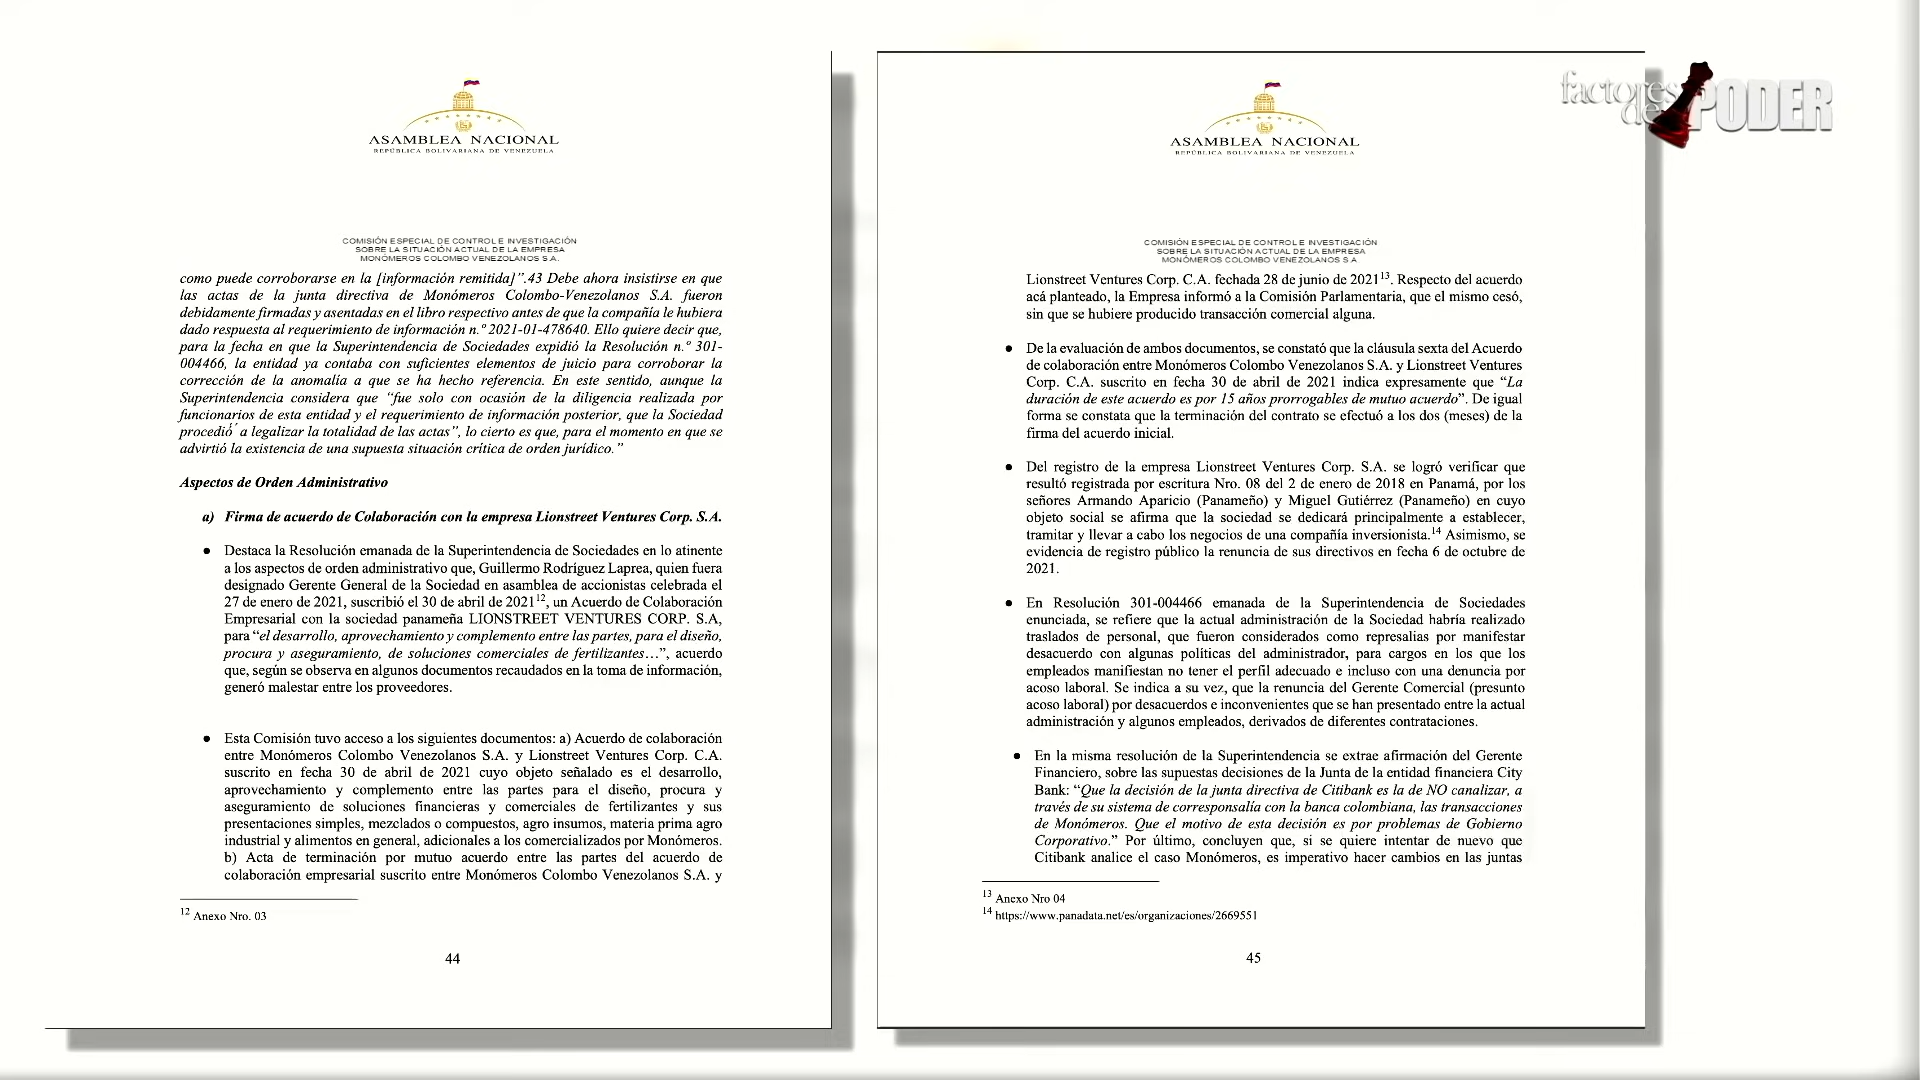 ASAMBLEA NACIONAL
REPÚBLICA BOLIVARIANA DE VENEZUELA
COMISIÓN ESPECIAL DE CONTROL E INVESTIGACIÓN
SOBRE LA SITUACIÓN ACTUAL DE LA EMPRESA
MONÓMEROS COLOMBO VENEZOLANOS S.A.
como puede corroborarse en la [información remitida]”.43 Debe ahora insistirse en que
las actas de la junta directiva de Monómeros Colombo-Venezolanos S.A. fueron
debidamente firmadas y asentadas en el libro respectivo antes de que la compañía le hubiera
dado respuesta al requerimiento de información n.º 2021-01-478640. Ello quiere decir que,
para la fecha en que la Superintendencia de Sociedades expidió la Resolución n.º 301-
004466, la entidad ya contaba con suficientes elementos de juicio para corroborar la
corrección de la anomalía a que se ha hecho referencia. En este sentido, aunque la
Superintendencia considera que “fue solo con ocasión de la diligencia realizada por
funcionarios de esta entidad y el requerimiento de información posterior, que la Sociedad
procedió´ a legalizar la totalidad de las actas”, lo cierto es que, para el momento en que se
advirtió la existencia de una supuesta situación crítica de orden jurídico.”
Aspectos de Orden Administrativo
a) Firma de acuerdo de Colaboración con la empresa Lionstreet Ventures Corp. S.A.
● Destaca la Resolución emanada de la Superintendencia de Sociedades en lo atinente
a los aspectos de orden administrativo que, Guillermo Rodríguez Laprea, quien fuera
designado Gerente General de la Sociedad en asamblea de accionistas celebrada el
27 de enero de 2021, suscribió el 30 de abril de 2021¹², un Acuerdo de Colaboración
Empresarial con la sociedad panameña LIONSTREET VENTURES CORP. S.A,
para “el desarrollo, aprovechamiento y complemento entre las partes, para el diseño,
procura y aseguramiento, de soluciones comerciales de fertilizantes…”, acuerdo
que, según se observa en algunos documentos recaudados en la toma de información,
generó malestar entre los proveedores.
● Esta Comisión tuvo acceso a los siguientes documentos: a) Acuerdo de colaboración
entre Monómeros Colombo Venezolanos S.A. y Lionstreet Ventures Corp. C.A.
suscrito en fecha 30 de abril de 2021 cuyo objeto señalado es el desarrollo,
aprovechamiento y complemento entre las partes para el diseño, procura y
aseguramiento de soluciones financieras y comerciales de fertilizantes y sus
presentaciones simples, mezclados o compuestos, agro insumos, materia prima agro
industrial y alimentos en general, adicionales a los comercializados por Monómeros.
b) Acta de terminación por mutuo acuerdo entre las partes del acuerdo de
colaboración empresarial suscrito entre Monómeros Colombo Venezolanos S.A. y
¹² Anexo Nro. 03
44
ASAMBLEA NACIONAL
REPÚBLICA BOLIVARIANA DE VENEZUELA
COMISIÓN ESPECIAL DE CONTROL E INVESTIGACIÓN
SOBRE LA SITUACIÓN ACTUAL DE LA EMPRESA
MONÓMEROS COLOMBO VENEZOLANOS S.A
Lionstreet Ventures Corp. C.A. fechada 28 de junio de 2021¹³. Respecto del acuerdo
acá planteado, la Empresa informó a la Comisión Parlamentaria, que el mismo cesó,
sin que se hubiere producido transacción comercial alguna.
● De la evaluación de ambos documentos, se constató que la cláusula sexta del Acuerdo
de colaboración entre Monómeros Colombo Venezolanos S.A. y Lionstreet Ventures
Corp. C.A. suscrito en fecha 30 de abril de 2021 indica expresamente que “La
duración de este acuerdo es por 15 años prorrogables de mutuo acuerdo”. De igual
forma se constata que la terminación del contrato se efectuó a los dos (meses) de la
firma del acuerdo inicial.
● Del registro de la empresa Lionstreet Ventures Corp. S.A. se logró verificar que
resultó registrada por escritura Nro. 08 del 2 de enero de 2018 en Panamá, por los
señores Armando Aparicio (Panameño) y Miguel Gutiérrez (Panameño) en cuyo
objeto social se afirma que la sociedad se dedicará principalmente a establecer,
tramitar y llevar a cabo los negocios de una compañía inversionista.¹⁴ Asimismo, se
evidencia de registro público la renuncia de sus directivos en fecha 6 de octubre de
2021.
● En Resolución 301-004466 emanada de la Superintendencia de Sociedades
enunciada, se refiere que la actual administración de la Sociedad habría realizado
traslados de personal, que fueron considerados como represalias por manifestar
desacuerdo con algunas políticas del administrador, para cargos en los que los
empleados manifiestan no tener el perfil adecuado e incluso con una denuncia por
acoso laboral. Se indica a su vez, que la renuncia del Gerente Comercial (presunto
acoso laboral) por desacuerdos e inconvenientes que se han presentado entre la actual
administración y algunos empleados, derivados de diferentes contrataciones.
● En la misma resolución de la Superintendencia se extrae afirmación del Gerente
Financiero, sobre las supuestas decisiones de la Junta de la entidad financiera City
Bank: “Que la decisión de la junta directiva de Citibank es la de NO canalizar, a
través de su sistema de corresponsalía con la banca colombiana, las transacciones
de Monómeros. Que el motivo de esta decisión es por problemas de Gobierno
Corporativo.” Por último, concluyen que, si se quiere intentar de nuevo que
Citibank analice el caso Monómeros, es imperativo hacer cambios en las juntas
¹³ Anexo Nro 04
¹⁴ https://www.panadata.net/es/organizaciones/2669551
45
factores de PODER